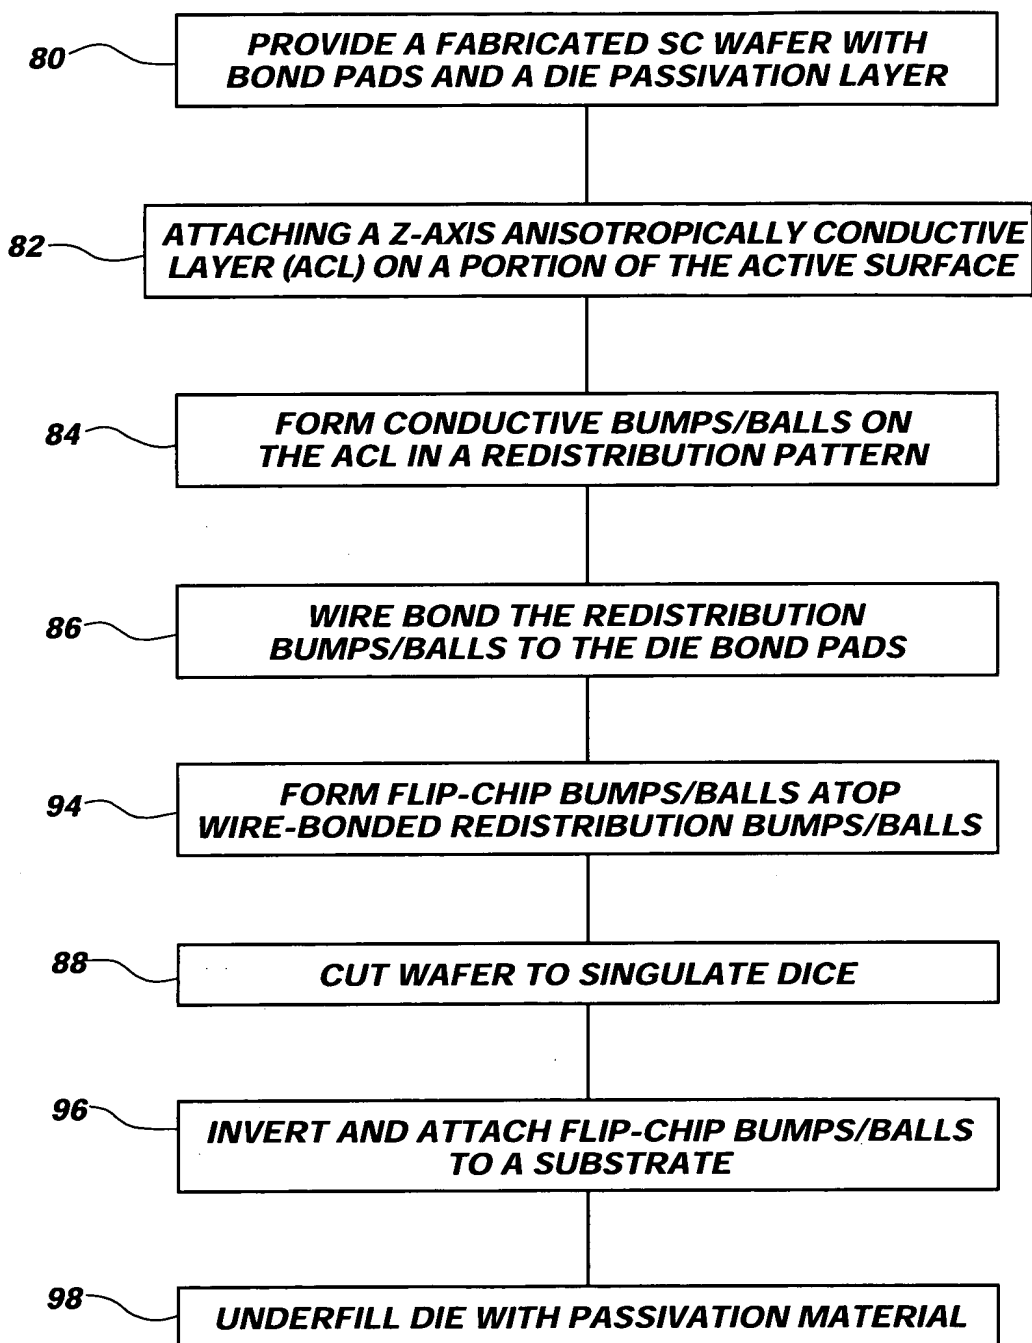 80
PROVIDE A FABRICATED SC WAFER WITH
BOND PADS AND A DIE PASSIVATION LAYER
82
ATTACHING A Z-AXIS ANISOTROPICALLY CONDUCTIVE
LAYER (ACL) ON A PORTION OF THE ACTIVE SURFACE
84
FORM CONDUCTIVE BUMPS/BALLS ON
THE ACL IN A REDISTRIBUTION PATTERN
86
WIRE BOND THE REDISTRIBUTION
BUMPS/BALLS TO THE DIE BOND PADS
94
FORM FLIP-CHIP BUMPS/BALLS ATOP
WIRE-BONDED REDISTRIBUTION BUMPS/BALLS
88
CUT WAFER TO SINGULATE DICE
96
INVERT AND ATTACH FLIP-CHIP BUMPS/BALLS
TO A SUBSTRATE
98
UNDERFILL DIE WITH PASSIVATION MATERIAL